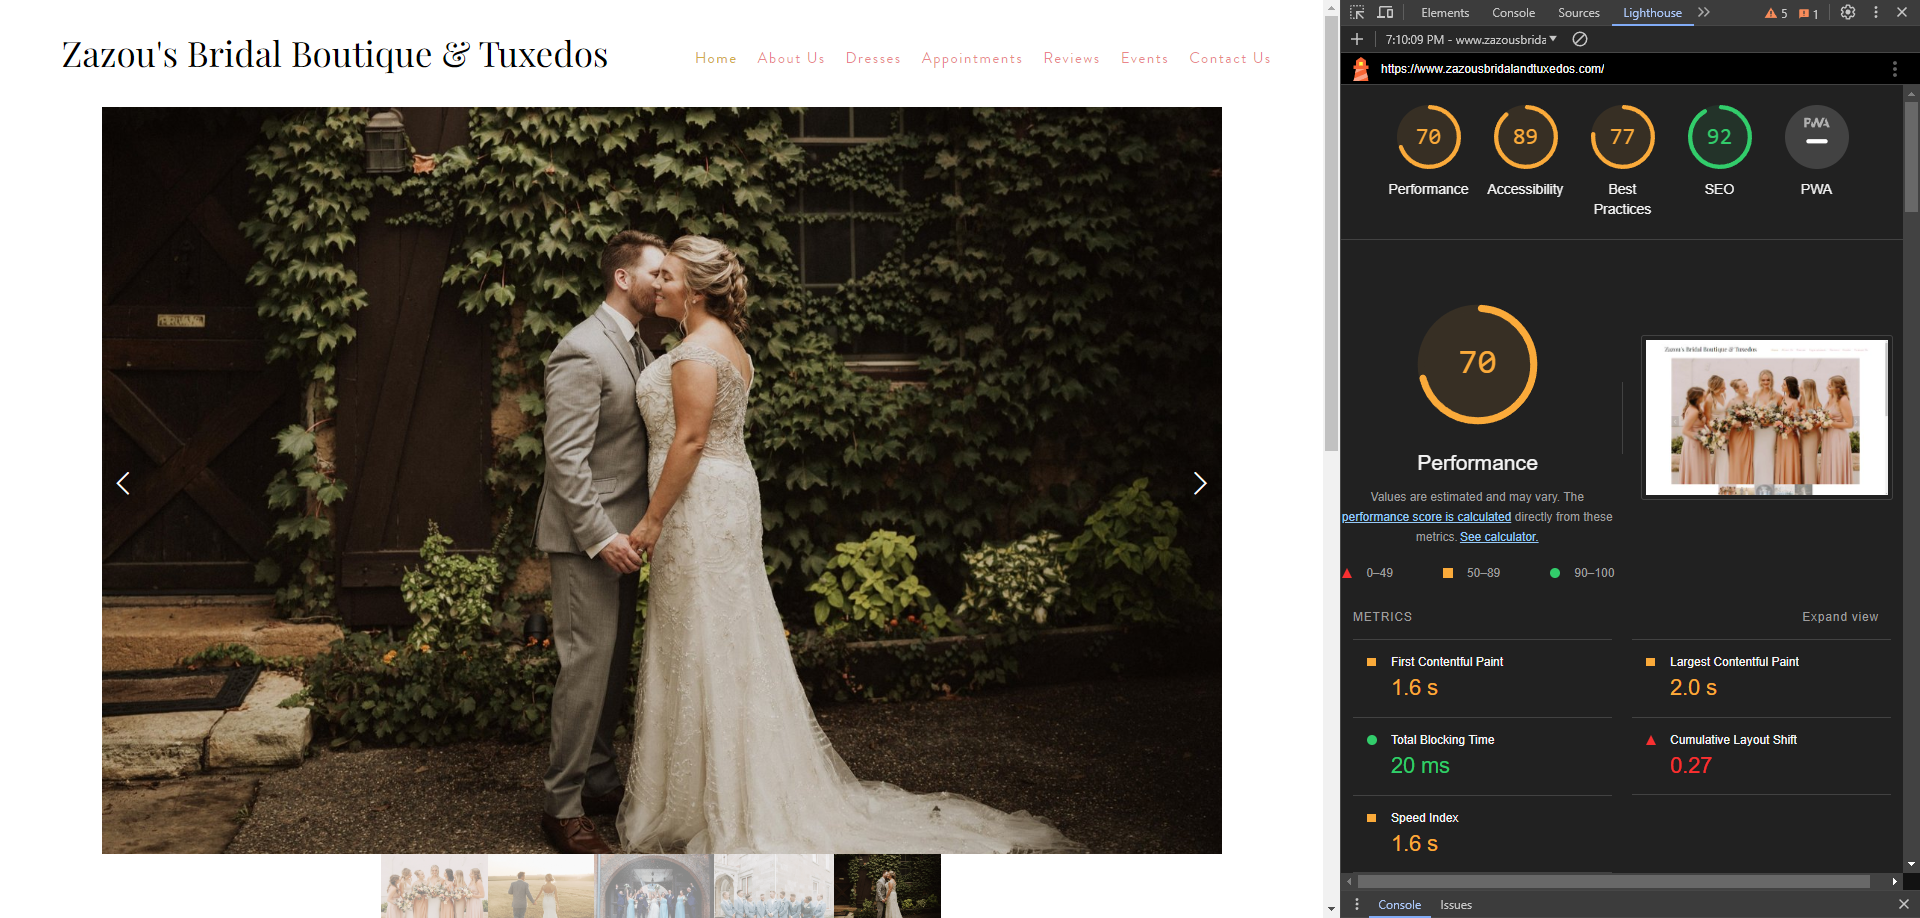 Zazou's Bridal Boutique & Tuxedos
Home About Us Dresses Appointments Reviews Events Contact Us
Elements Console Sources Lighthouse 5 1
7:10:09 PM - www.zazousbrida
https://www.zazousbridalandtuxedos.com/
70 89 77 92 PWA
Performance Accessibility Best Practices SEO PWA
70
Zazou's Bridal Boutique & Tuxedos
Performance
Values are estimated and may vary. The
performance score is calculated directly from these
metrics. See calculator.
0–49 50–89 90–100
METRICS Expand view
First Contentful Paint
1.6 s
Largest Contentful Paint
2.0 s
Total Blocking Time
20 ms
Cumulative Layout Shift
0.27
Speed Index
1.6 s
Console Issues